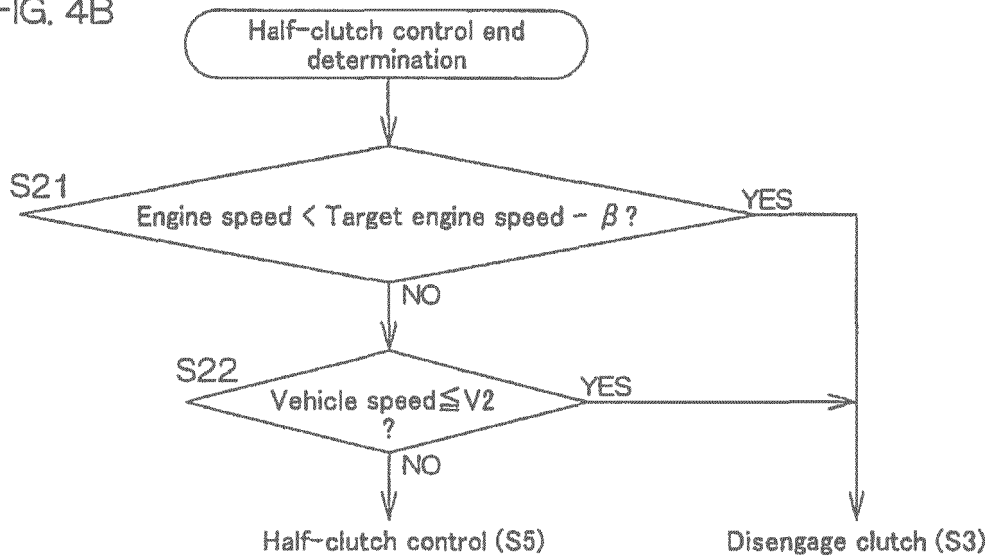 FIG. 4B
Half-clutch control end
determination
S21
Engine speed < Target engine speed - β ?
YES
NO
S22
Vehicle speed≦V2
?
YES
NO
Half-clutch control (S5)
Disengage clutch (S3)